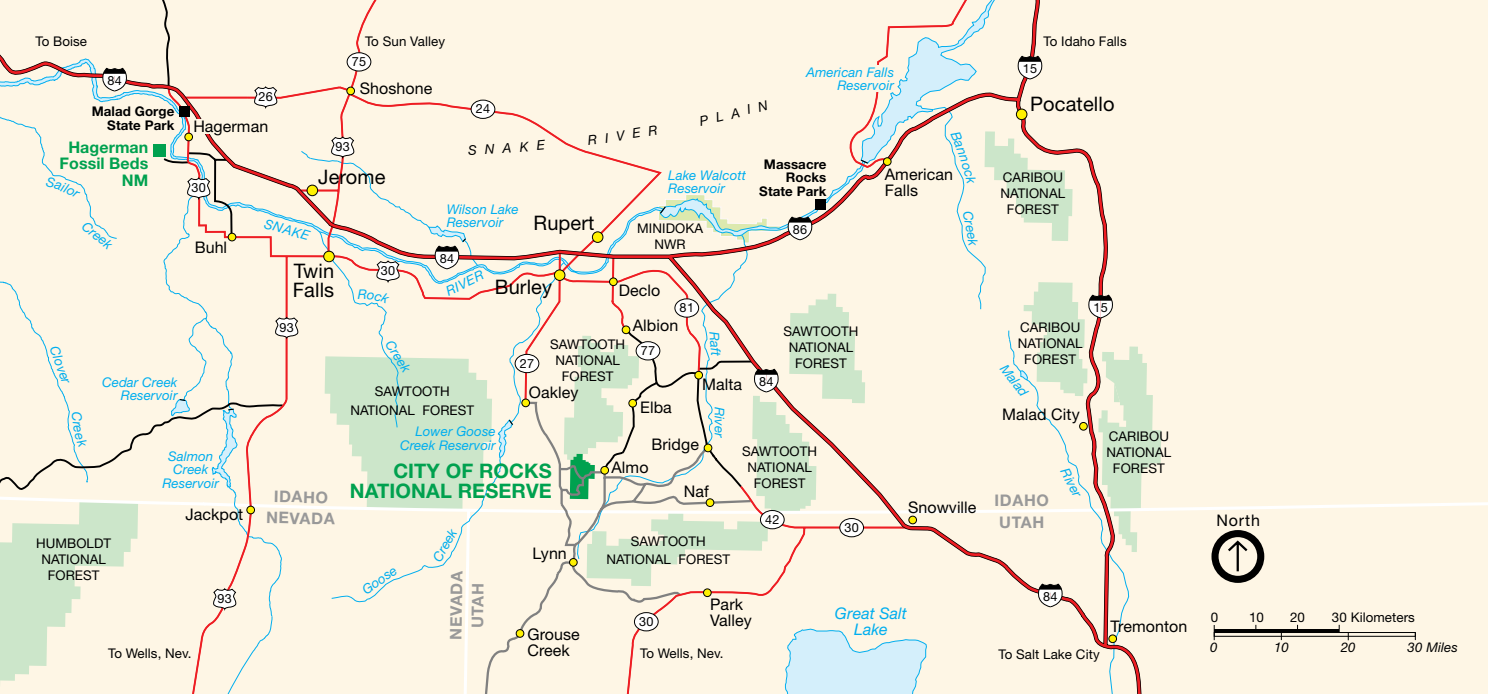 To Boise
To Sun Valley
To Idaho Falls
75
15
84
26
Shoshone
24
American Falls
Reservoir
Pocatello
Malad Gorge
State Park
Hagerman
SNAKE RIVER PLAIN
Hagerman
Fossil Beds
NM
93
Bannock
Creek
Massacre
Rocks
State Park
American
Falls
CARIBOU
NATIONAL
FOREST
Sailor
Creek
30
Jerome
Lake Walcott
Reservoir
Wilson Lake
Reservoir
Rupert
MINIDOKA
NWR
86
SNAKE
RIVER
Buhl
84
Twin
Falls
30
Burley
Declo
Rock
Creek
81
15
93
Albion
SAWTOOTH
NATIONAL
FOREST
CARIBOU
NATIONAL
FOREST
77
SAWTOOTH
NATIONAL
FOREST
Raft
River
Clover
Creek
27
84
Malad
River
Cedar Creek
Reservoir
SAWTOOTH
NATIONAL FOREST
Oakley
Malta
Elba
Malad City
Lower Goose
Creek Reservoir
Bridge
CARIBOU
NATIONAL
FOREST
SAWTOOTH
NATIONAL
FOREST
Salmon
Creek
Reservoir
CITY OF ROCKS
NATIONAL RESERVE
Almo
Naf
IDAHO
NEVADA
IDAHO
UTAH
Jackpot
Snowville
42
30
North
HUMBOLDT
NATIONAL
FOREST
Goose
Creek
Lynn
SAWTOOTH
NATIONAL FOREST
NEVADA
UTAH
93
84
Park
Valley
30
Great Salt
Lake
0 10 20 30 Kilometers
0 10 20 30 Miles
Grouse
Creek
Tremonton
To Wells, Nev.
To Wells, Nev.
To Salt Lake City